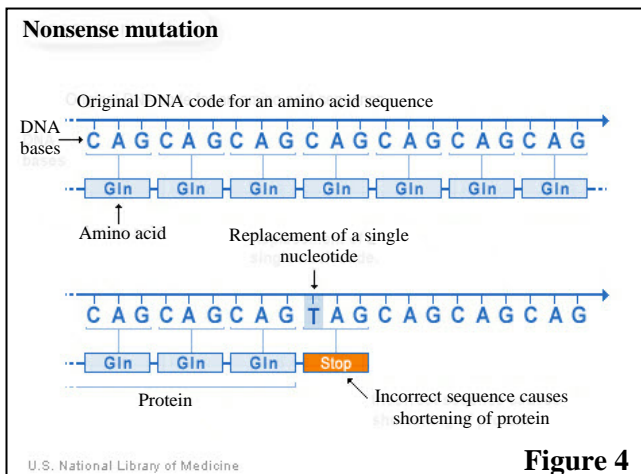 Nonsense mutation
Original DNA code for an amino acid sequence
DNA
bases
C A G C A G C A G C A G C A G C A G C A G
Gln Gln Gln Gln Gln Gln Gln
Amino acid
Replacement of a single
nucleotide
C A G C A G C A G T A G C A G C A G C A G
Gln Gln Gln Stop
Protein
Incorrect sequence causes
shortening of protein
U.S. National Library of Medicine
Figure 4